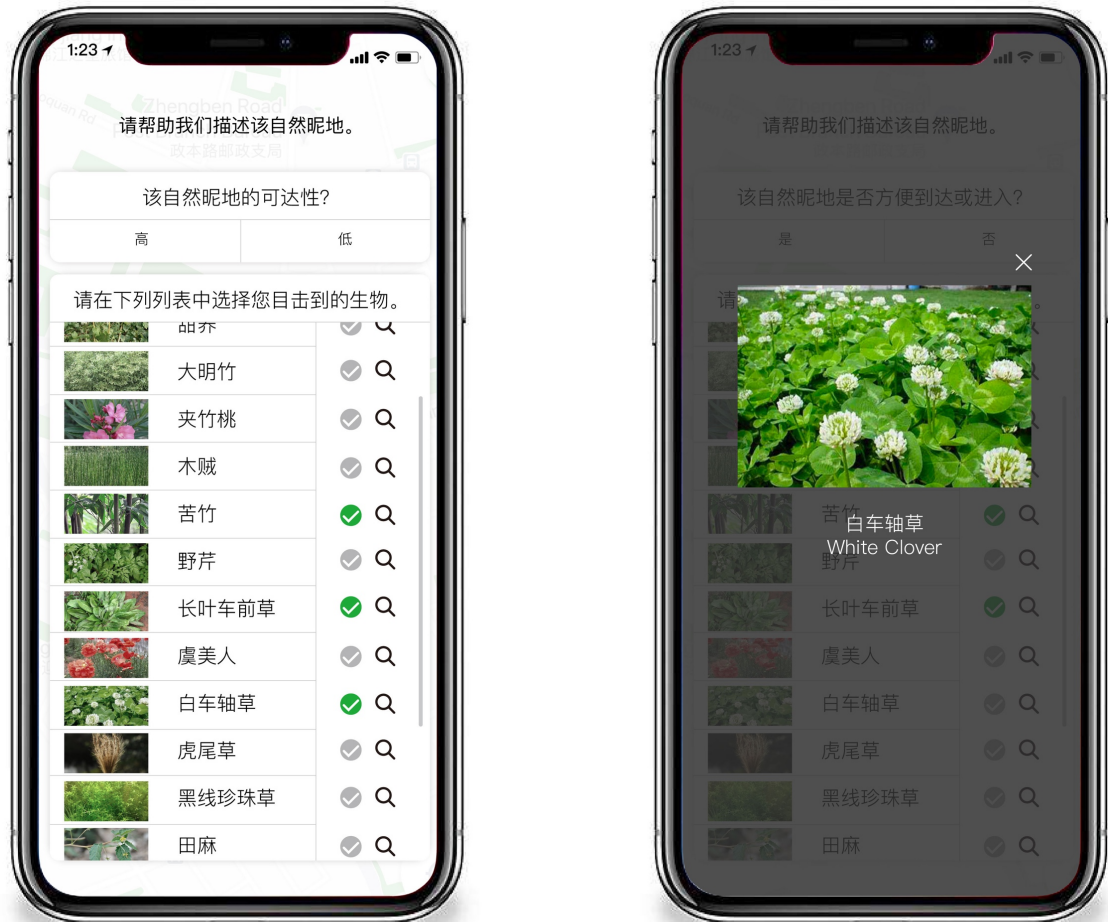 1:23
Zhengben Road
请帮助我们描述该自然昵地。
政本路邮政支局
该自然昵地的可达性?
高
低
请在下列列表中选择您目击到的生物。
甜荞
大明竹
夹竹桃
木贼
苦竹
野芹
长叶车前草
虞美人
白车轴草
虎尾草
黑线珍珠草
田麻
1:23
请帮助我们描述该自然昵地。
该自然昵地是否方便到达或进入?
是
否
请
。
白车轴草
White Clover
苦竹
野芹
长叶车前草
虞美人
白车轴草
虎尾草
黑线珍珠草
田麻